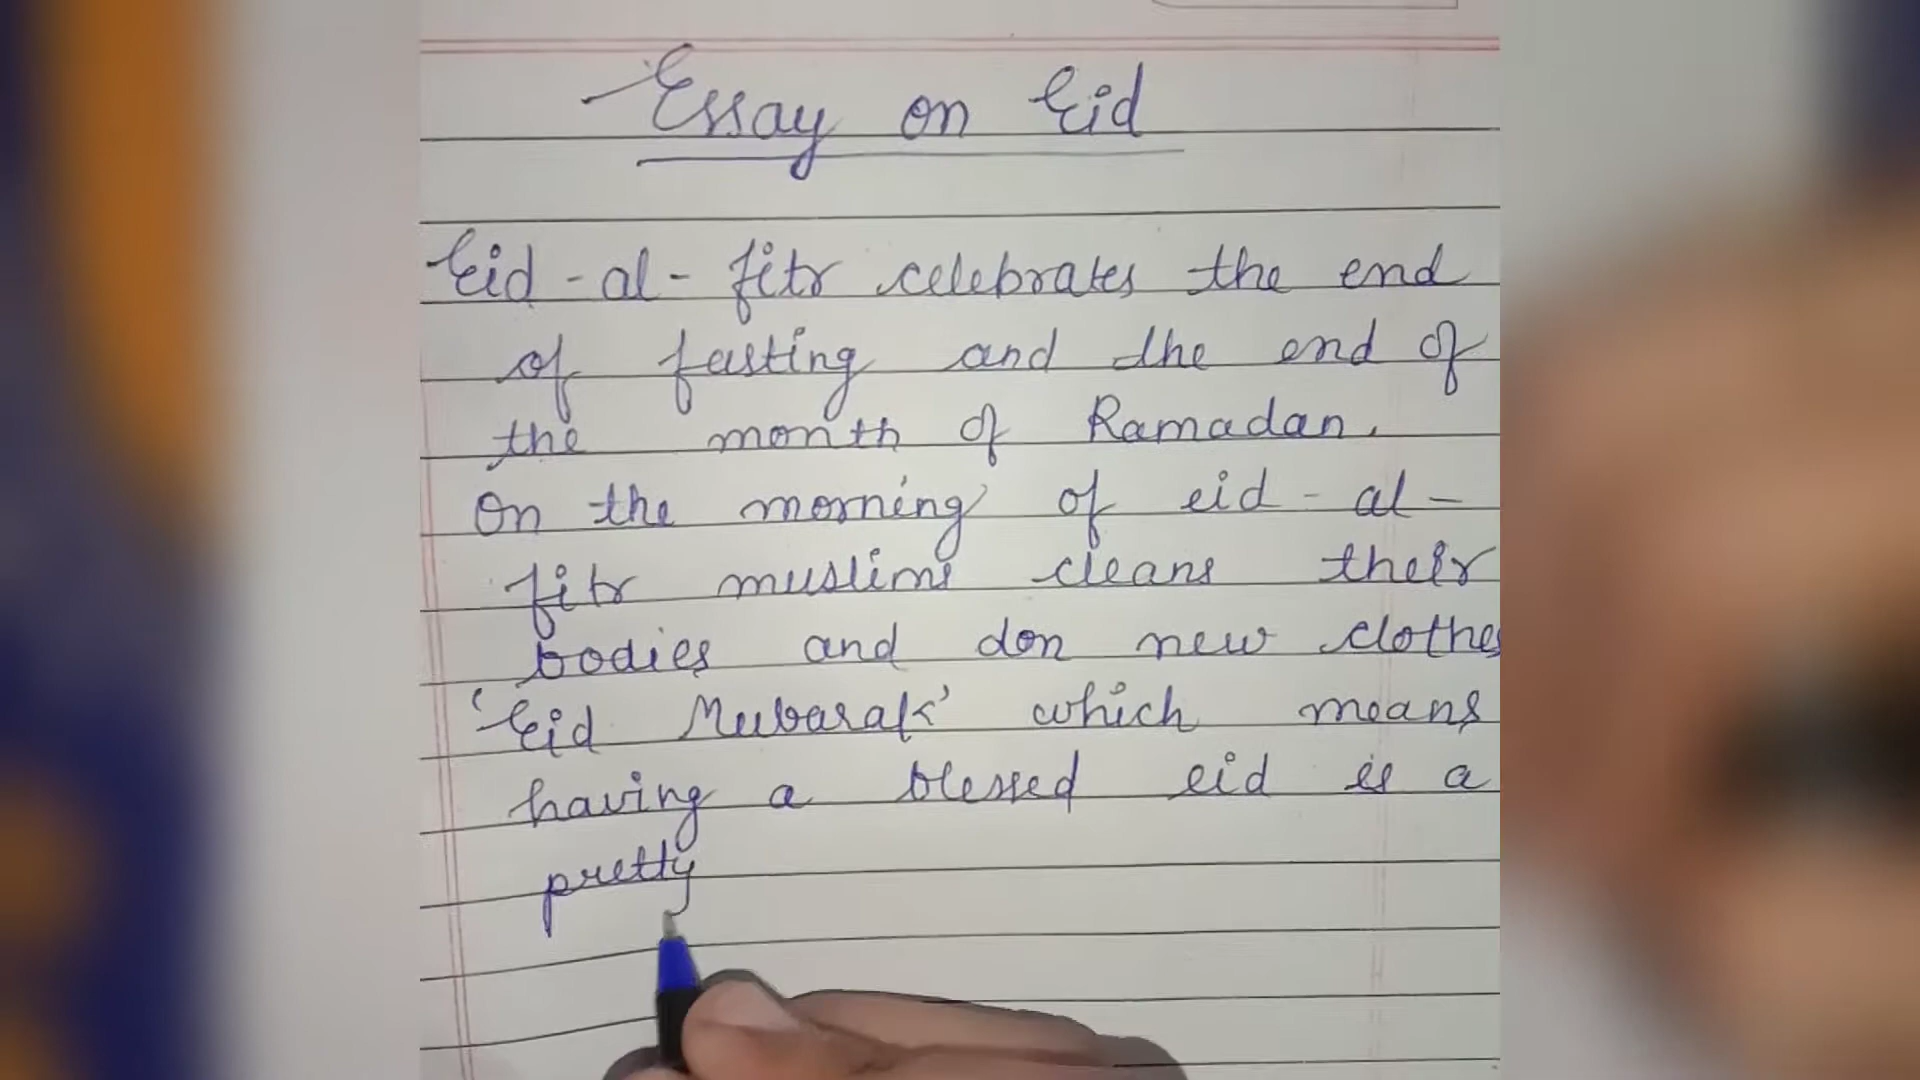 Essay on Eid
Eid-al-fitr celebrates the end
of fasting and the end of
the month of Ramadan.
On the morning of eid-al-
fitr muslims cleans their
bodies and don new clothes
'Eid Mubarak' which means
having a blessed eid is a
pretty